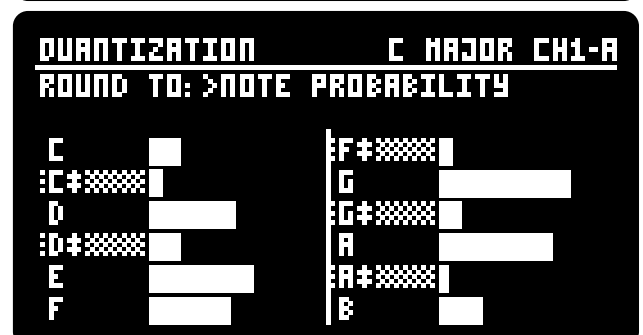 QUANTIZATION C MAJOR CH1-A
ROUND TO: >NOTE PROBABILITY
C
C#
D
D#
E
F
F#
G
G#
A
A#
B